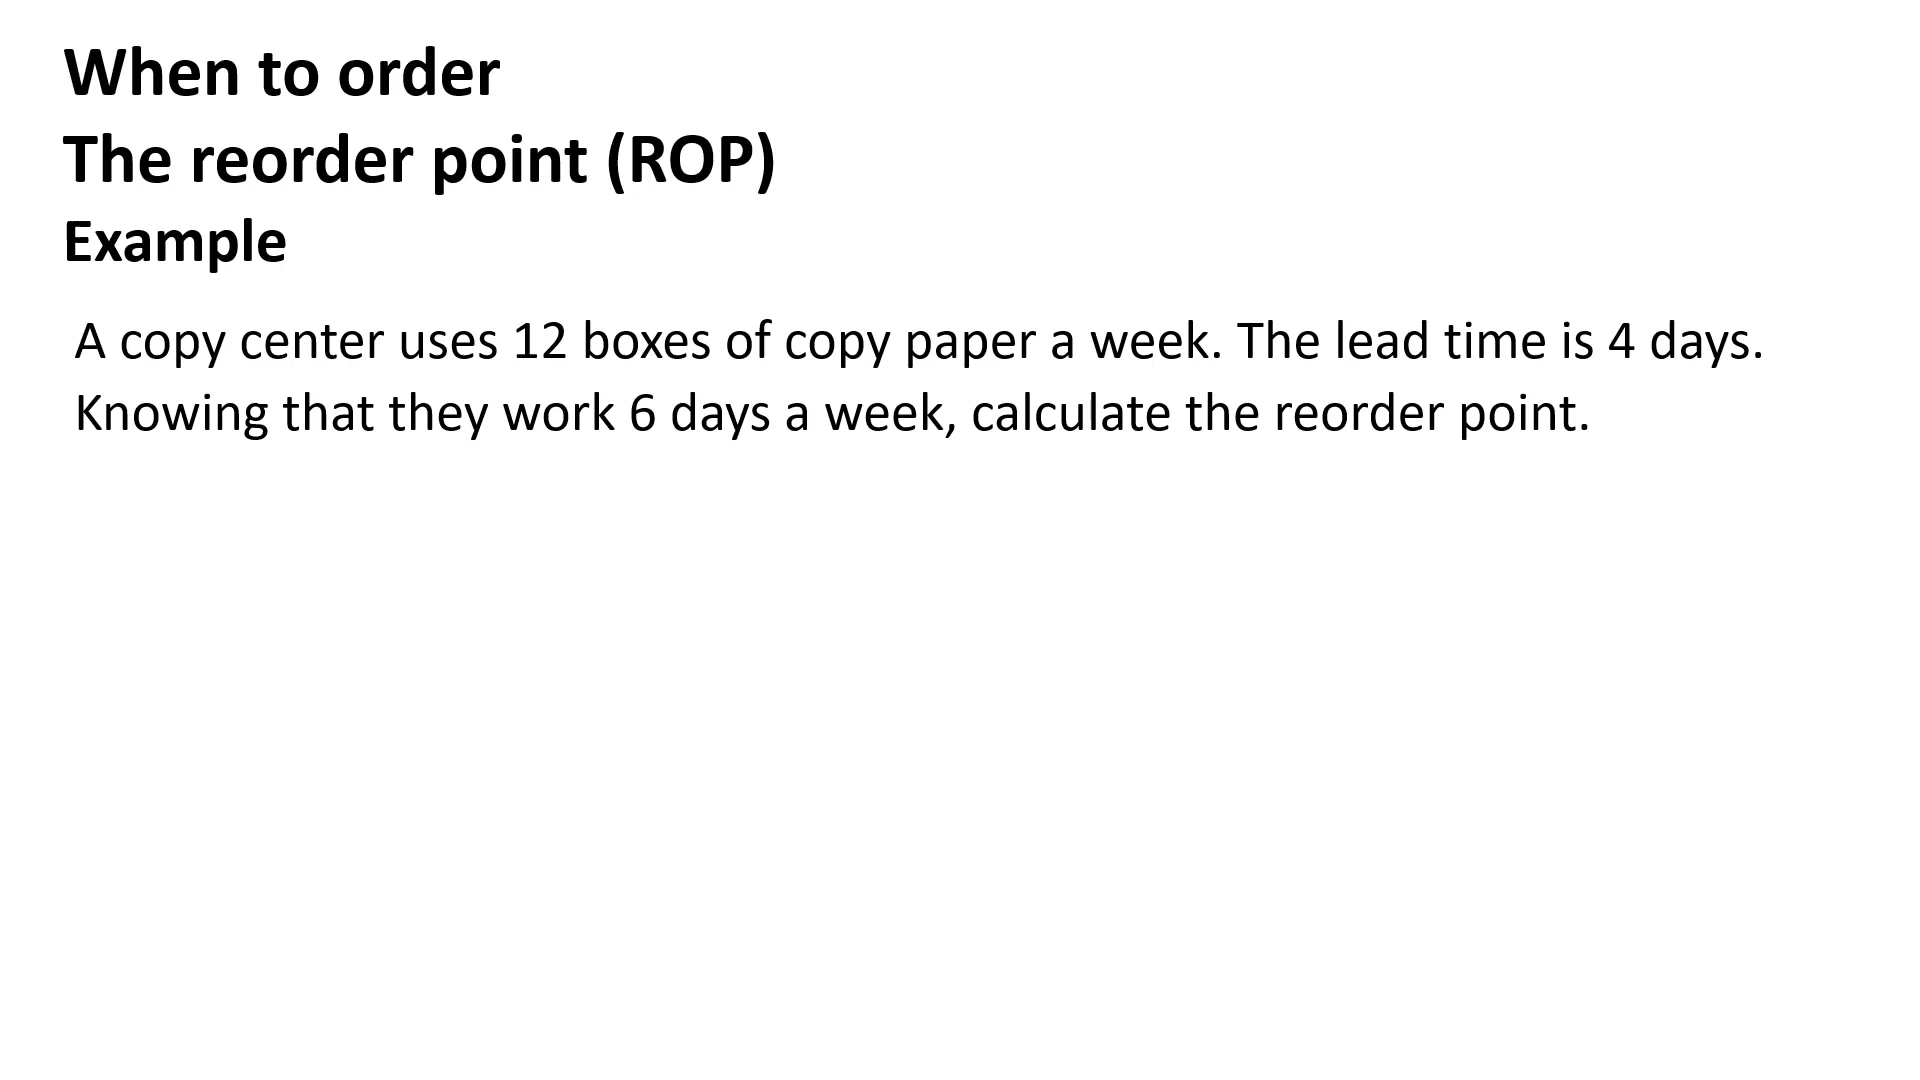 When to order
The reorder point (ROP)
Example
A copy center uses 12 boxes of copy paper a week. The lead time is 4 days.
Knowing that they work 6 days a week, calculate the reorder point.